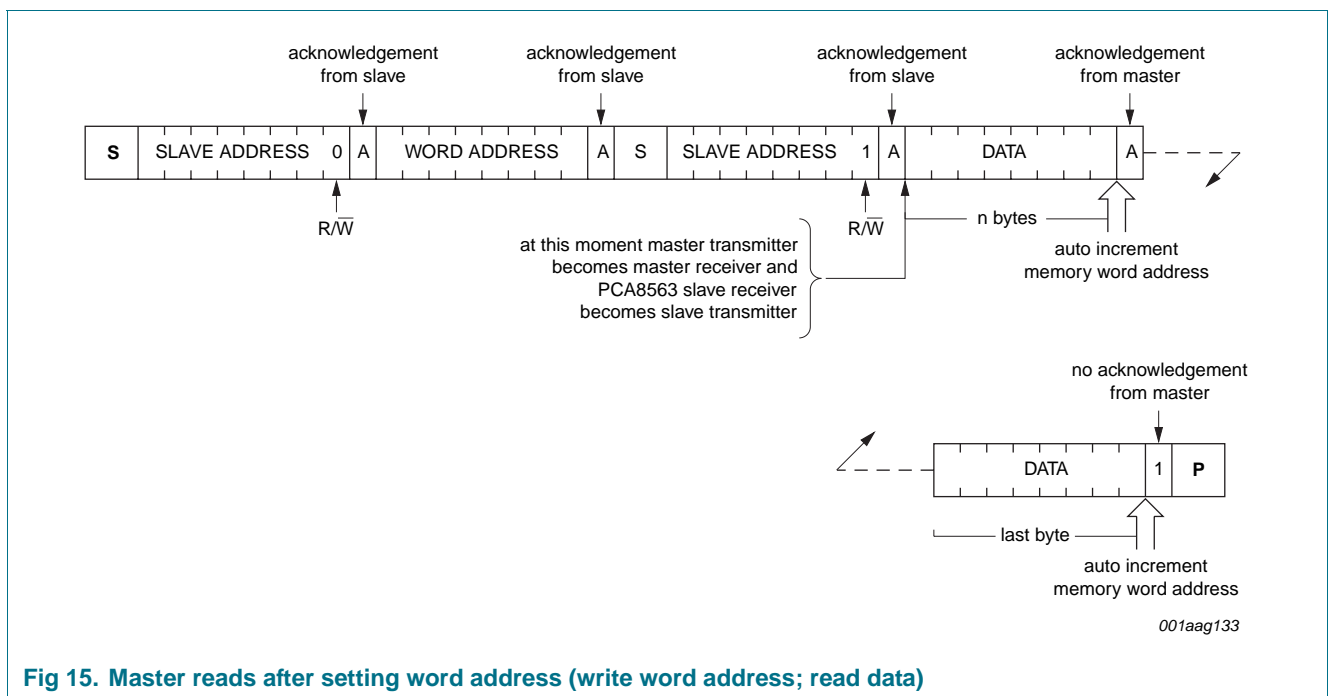 acknowledgement
from slave
acknowledgement
from slave
acknowledgement
from slave
acknowledgement
from master
S SLAVE ADDRESS 0 A WORD ADDRESS A S SLAVE ADDRESS 1 A DATA A
R/W̅
R/W̅
n bytes
at this moment master transmitter
becomes master receiver and
PCA8563 slave receiver
becomes slave transmitter
auto increment
memory word address
no acknowledgement
from master
DATA 1 P
last byte
auto increment
memory word address
001aag133
Fig 15. Master reads after setting word address (write word address; read data)